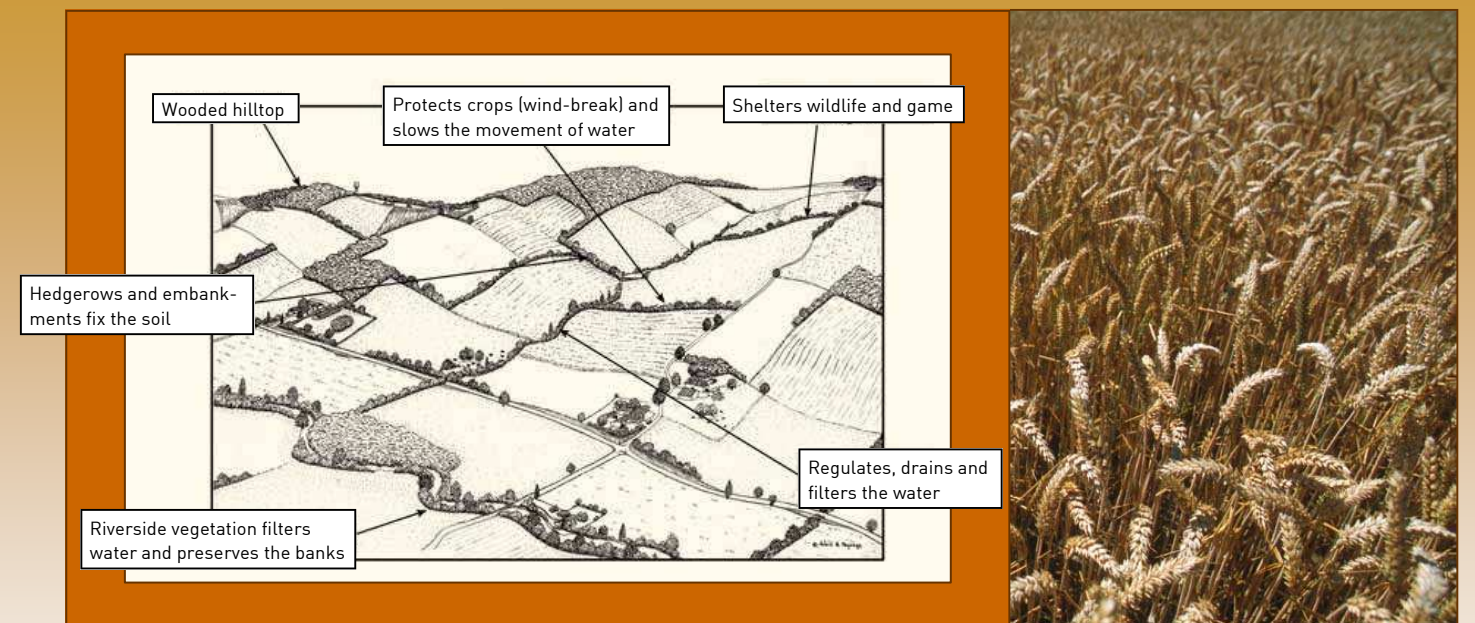 Wooded hilltop
Protects crops (wind-break) and
slows the movement of water
Shelters wildlife and game
Hedgerows and embank-
ments fix the soil
Regulates, drains and
filters the water
Riverside vegetation filters
water and preserves the banks